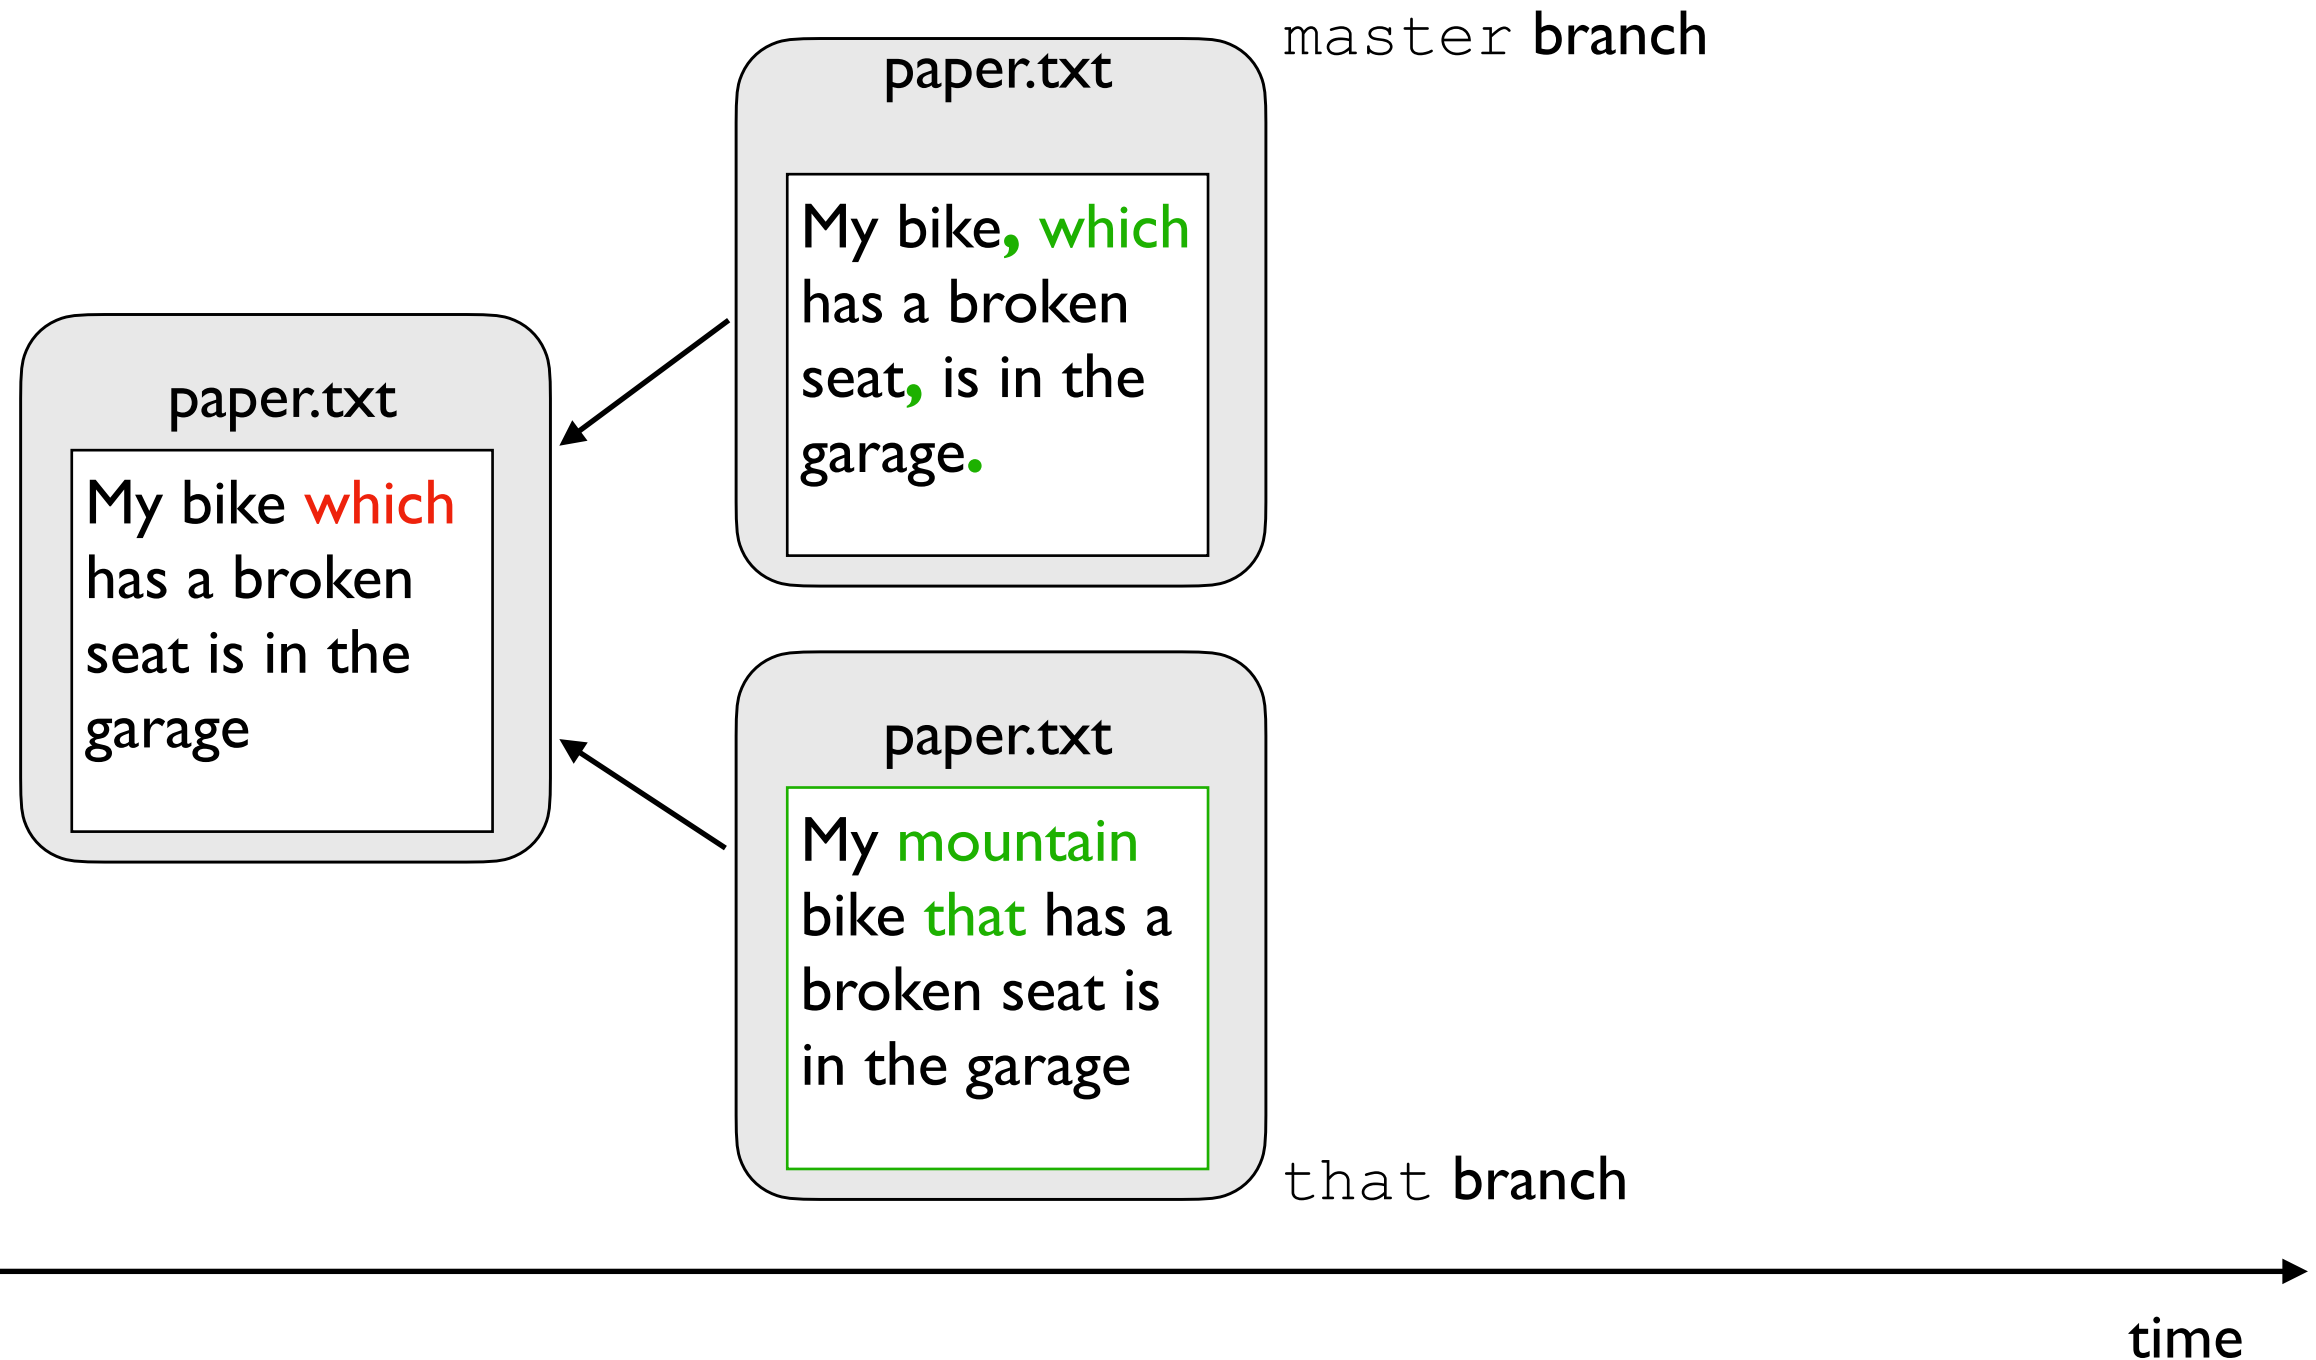 master branch
paper.txt
My bike, which
has a broken
seat, is in the
garage.
paper.txt
My bike which
has a broken
seat is in the
garage
paper.txt
My mountain
bike that has a
broken seat is
in the garage
that branch
time